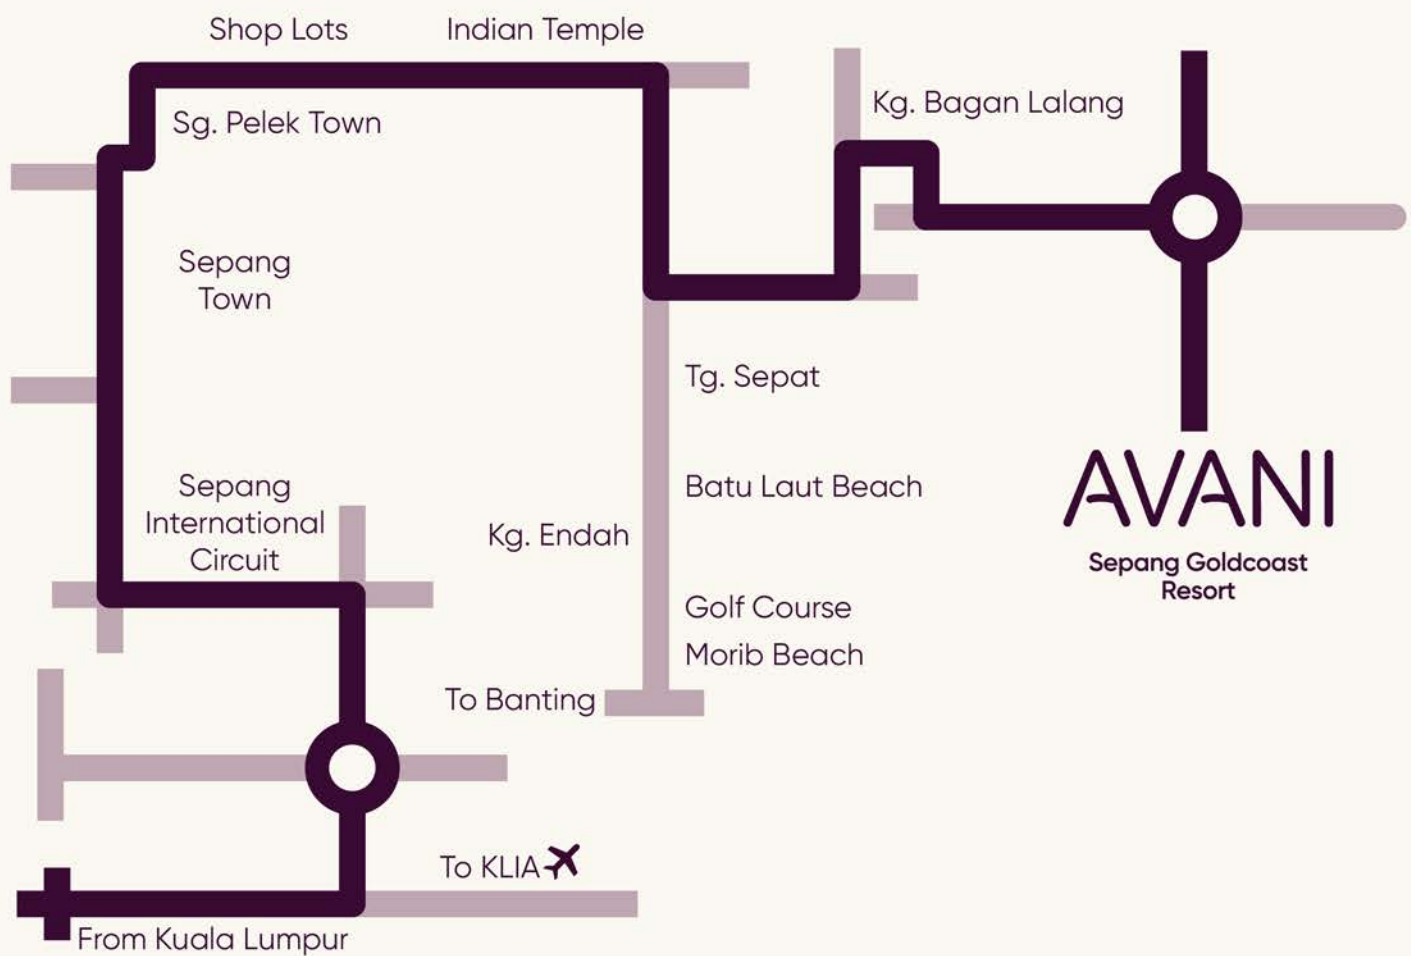 Shop Lots
Indian Temple
Kg. Bagan Lalang
Sg. Pelek Town
Sepang
Town
Tg. Sepat
Sepang
International
Circuit
Batu Laut Beach
Kg. Endah
AVANI
Sepang Goldcoast
Resort
Golf Course
Morib Beach
To Banting
To KLIA
From Kuala Lumpur